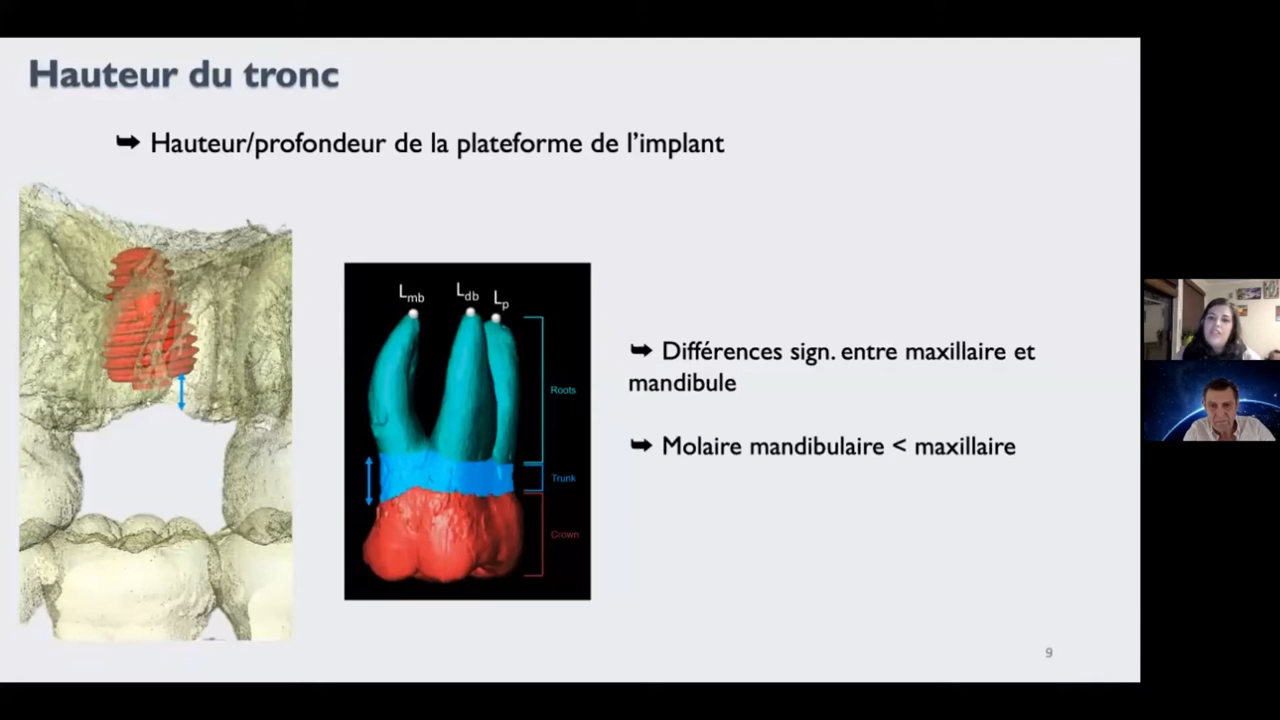 Hauteur du tronc
➥ Hauteur/profondeur de la plateforme de l'implant
Lmb
Ldb
Lp
Roots
Trunk
Crown
➥ Différences sign. entre maxillaire et
mandibule
➥ Molaire mandibulaire < maxillaire
9